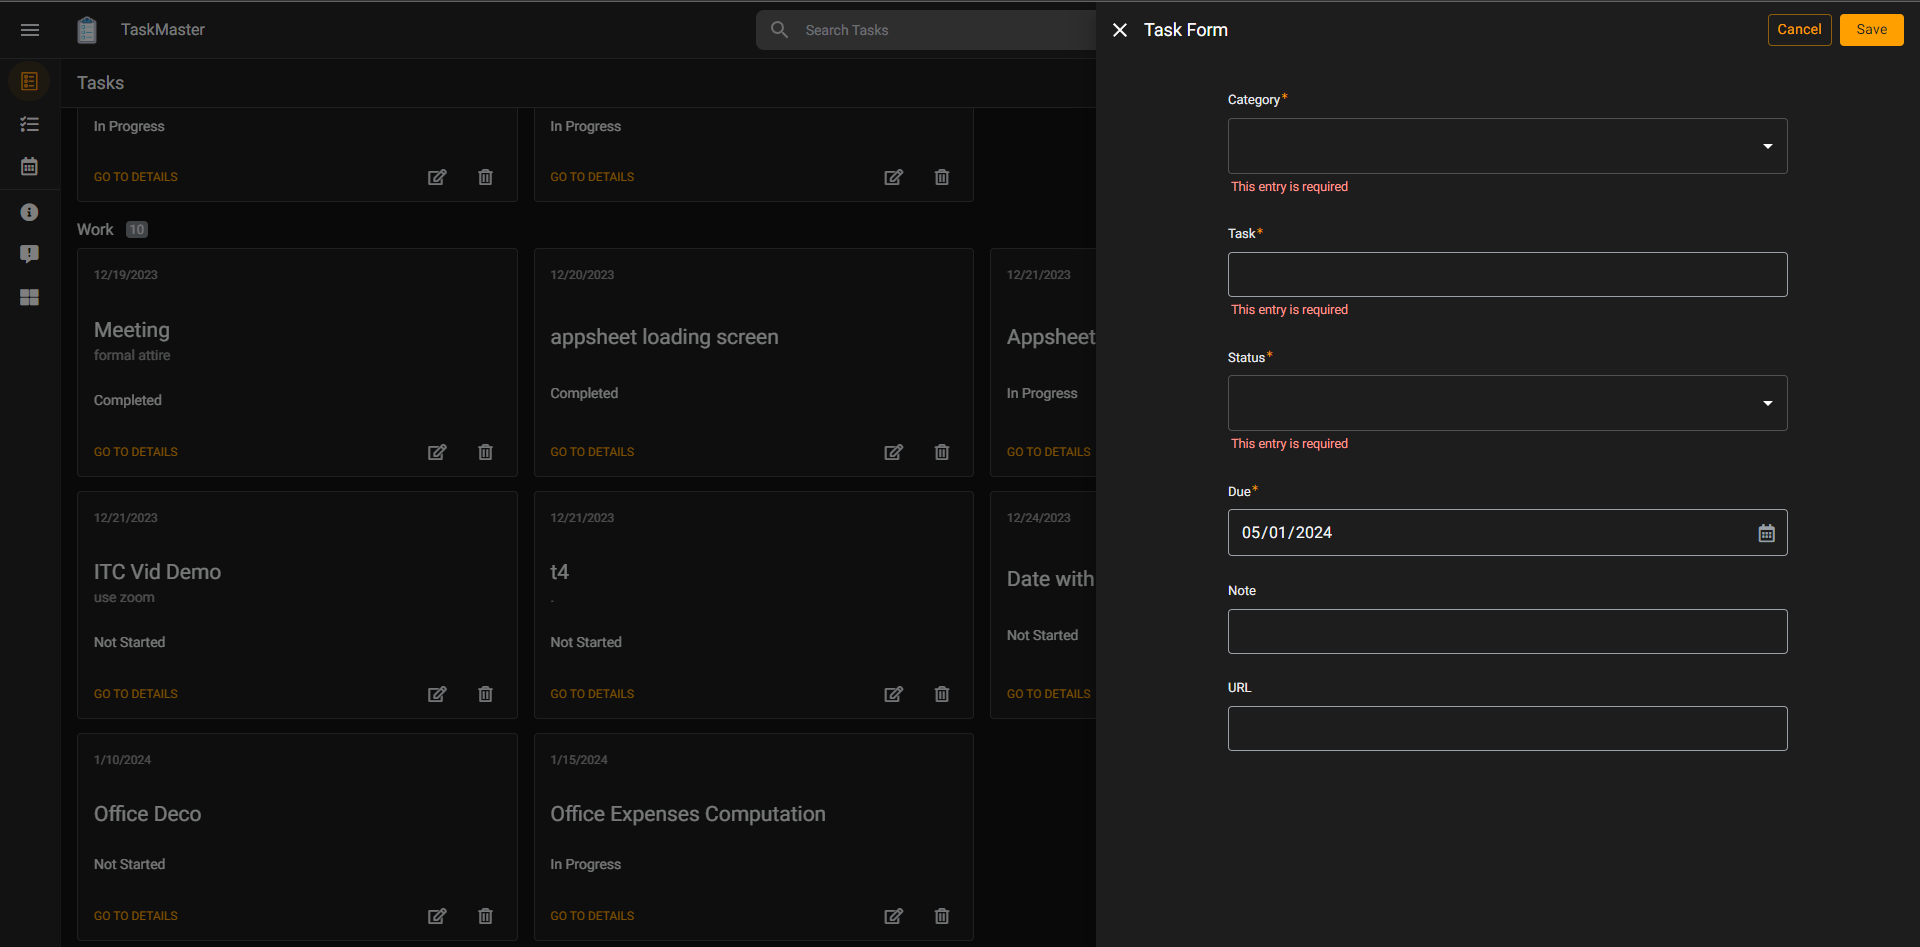 TaskMaster
Search Tasks
Tasks
In Progress
GO TO DETAILS
In Progress
GO TO DETAILS
Work 10
12/19/2023
Meeting
formal attire
Completed
GO TO DETAILS
12/20/2023
appsheet loading screen
Completed
GO TO DETAILS
12/21/2023
Appsheet
In Progress
GO TO DETAILS
12/21/2023
ITC Vid Demo
use zoom
Not Started
GO TO DETAILS
12/21/2023
t4
.
Not Started
GO TO DETAILS
12/24/2023
Date with
Not Started
GO TO DETAILS
1/10/2024
Office Deco
Not Started
GO TO DETAILS
1/15/2024
Office Expenses Computation
In Progress
GO TO DETAILS
Task Form
Cancel
Save
Category*
This entry is required
Task*
This entry is required
Status*
This entry is required
Due*
05/01/2024
Note
URL